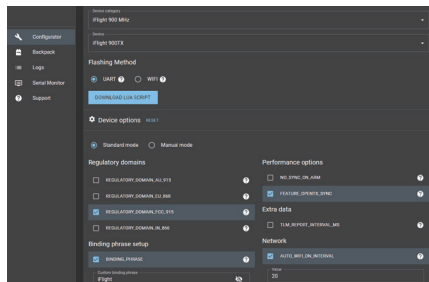 Device category
iFlight 900 MHz
Device
iFlight 900TX
Configurator
Backpack
Logs
Serial Monitor
Support
Flashing Method
UART
WIFI
DOWNLOAD LUA SCRIPT
Device options RESET
Standard mode
Manual mode
Regulatory domains
REGULATORY_DOMAIN_AU_915
REGULATORY_DOMAIN_EU_868
REGULATORY_DOMAIN_FCC_915
REGULATORY_DOMAIN_IN_866
Binding phrase setup
BINDING_PHRASE
Custom binding phrase
iFlight
Performance options
NO_SYNC_ON_ARM
FEATURE_OPENTX_SYNC
Extra data
TLM_REPORT_INTERVAL_MS
Network
AUTO_WIFI_ON_INTERVAL
Value
20